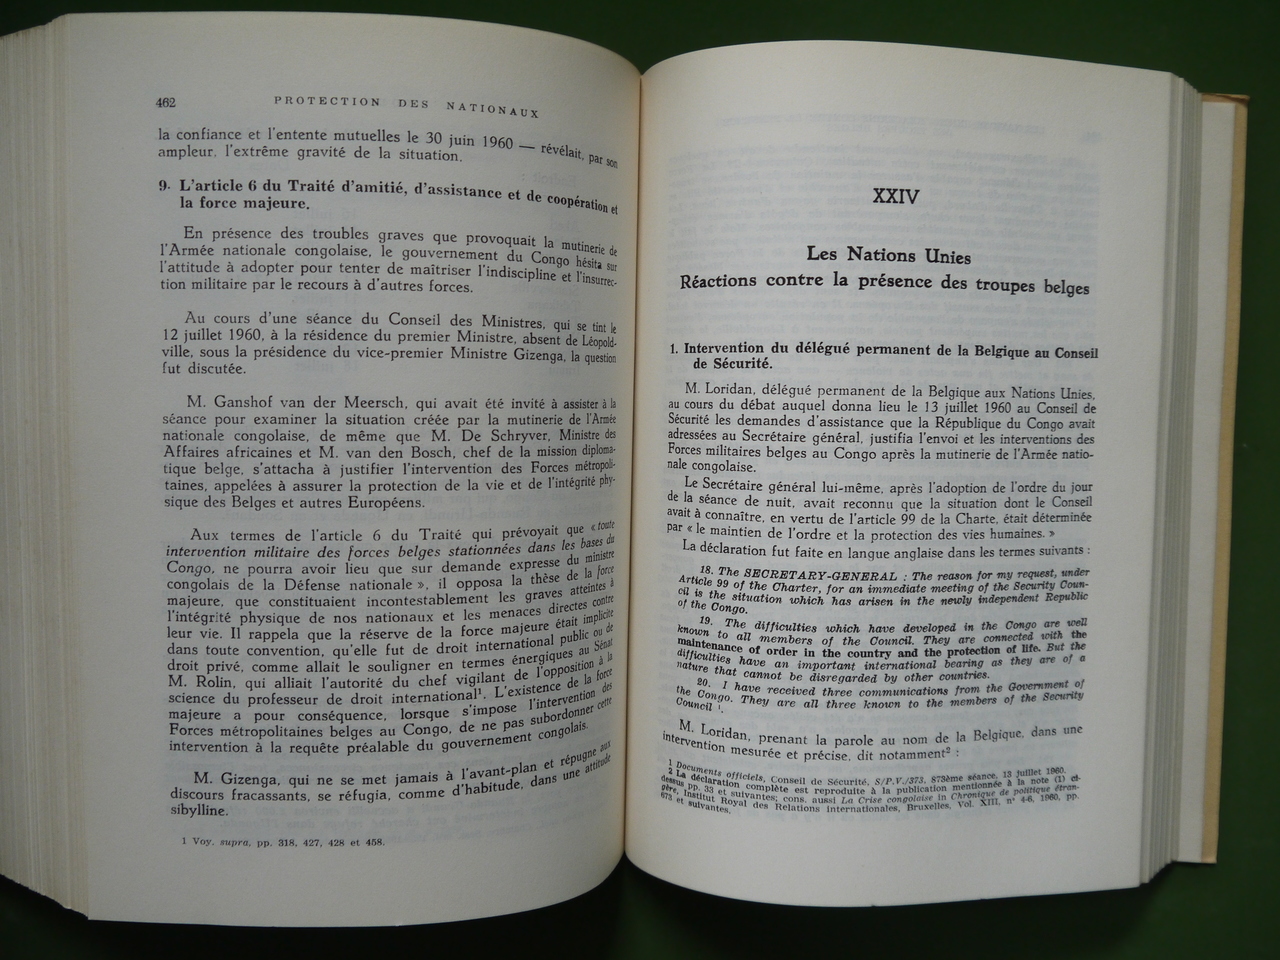 462 PROTECTION DES NATIONAUX
la confiance et l'entente mutuelles le 30 juin 1960 — révélait, par son
ampleur, l'extrême gravité de la situation.
9. L'article 6 du Traité d'amitié, d'assistance et de coopération et
la force majeure.
En présence des troubles graves que provoquait la mutinerie de
l'Armée nationale congolaise, le gouvernement du Congo hésita sur
l'attitude à adopter pour tenter de maîtriser l'indiscipline et l'insurrec-
tion militaire par le recours à d'autres forces.
Au cours d'une séance du Conseil des Ministres, qui se tint le
12 juillet 1960, à la résidence du premier Ministre, absent de Léopold-
ville, sous la présidence du vice-premier Ministre Gizenga, la question
fut discutée.
M. Ganshof van der Meersch, qui avait été invité à assister à la
séance pour examiner la situation créée par la mutinerie de l'Armée
nationale congolaise, de même que M. De Schryver, Ministre des
Affaires africaines et M. van den Bosch, chef de la mission diploma-
tique belge, s'attacha à justifier l'intervention des Forces métropoli-
taines, appelées à assurer la protection de la vie et de l'intégrité phy-
sique des Belges et autres Européens.
Aux termes de l'article 6 du Traité qui prévoyait que « toute
intervention militaire des forces belges stationnées dans les bases du
Congo, ne pourra avoir lieu que sur demande expresse du ministre
congolais de la Défense nationale », il opposa la thèse de la force
majeure, que constituaient incontestablement les graves atteintes à
l'intégrité physique de nos nationaux et les menaces directes contre
leur vie. Il rappela que la réserve de la force majeure était implicite
dans toute convention, qu'elle fut de droit international public ou de
droit privé, comme allait le souligner en termes énergiques au Sénat
M. Rolin, qui alliait l'autorité du chef vigilant de l'opposition à la
science du professeur de droit international¹. L'existence de la force
majeure a pour conséquence, lorsque s'impose l'intervention des
Forces métropolitaines belges au Congo, de ne pas subordonner cette
intervention à la requête préalable du gouvernement congolais.
M. Gizenga, qui ne se met jamais à l'avant-plan et répugne aux
discours fracassants, se réfugia, comme d'habitude, dans une attitude
sibylline.
1 Voy. supra, pp. 318, 427, 428 et 458.
XXIV
Les Nations Unies
Réactions contre la présence des troupes belges
1. Intervention du délégué permanent de la Belgique au Conseil
de Sécurité.
M. Loridan, délégué permanent de la Belgique aux Nations Unies,
au cours du débat auquel donna lieu le 13 juillet 1960 au Conseil de
Sécurité les demandes d'assistance que la République du Congo avait
adressées au Secrétaire général, justifia l'envoi et les interventions des
Forces militaires belges au Congo après la mutinerie de l'Armée natio-
nale congolaise.
Le Secrétaire général lui-même, après l'adoption de l'ordre du jour
de la séance de nuit, avait reconnu que la situation dont le Conseil
avait à connaître, en vertu de l'article 99 de la Charte, était déterminée
par « le maintien de l'ordre et la protection des vies humaines. »
La déclaration fut faite en langue anglaise dans les termes suivants :
18. The SECRETARY-GENERAL : The reason for my request, under
Article 99 of the Charter, for an immediate meeting of the Security Coun-
cil is the situation which has arisen in the newly independent Republic
of the Congo.
19. The difficulties which have developed in the Congo are well
known to all members of the Council. They are connected with the
maintenance of order in the country and the protection of life. But the
difficulties have an important international bearing as they are of a
nature that cannot be disregarded by other countries.
20. I have received three communications from the Government of
the Congo. They are all three known to the members of the Security
Council ¹.
M. Loridan, prenant la parole au nom de la Belgique, dans une
intervention mesurée et précise, dit notamment² :
1 Documents officiels, Conseil de Sécurité, S/P.V./373, 873ème séance, 13 juillet 1960.
2 La déclaration complète est reproduite à la publication mentionnée à la note (1) ci-
dessus pp. 33 et suivantes; cons. aussi La Crise congolaise in Chronique de politique étran-
gère, Institut Royal des Relations Internationales, Bruxelles, Vol. XIII, n° 4-6, 1960, pp.
673 et suivantes.